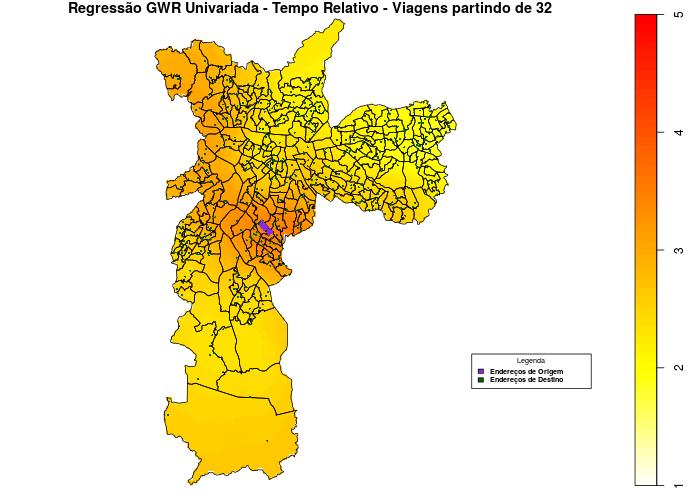 Regressão GWR Univariada - Tempo Relativo - Viagens partindo de 32
5
4
3
2
1
Legenda
Endereços de Origem
Endereços de Destino